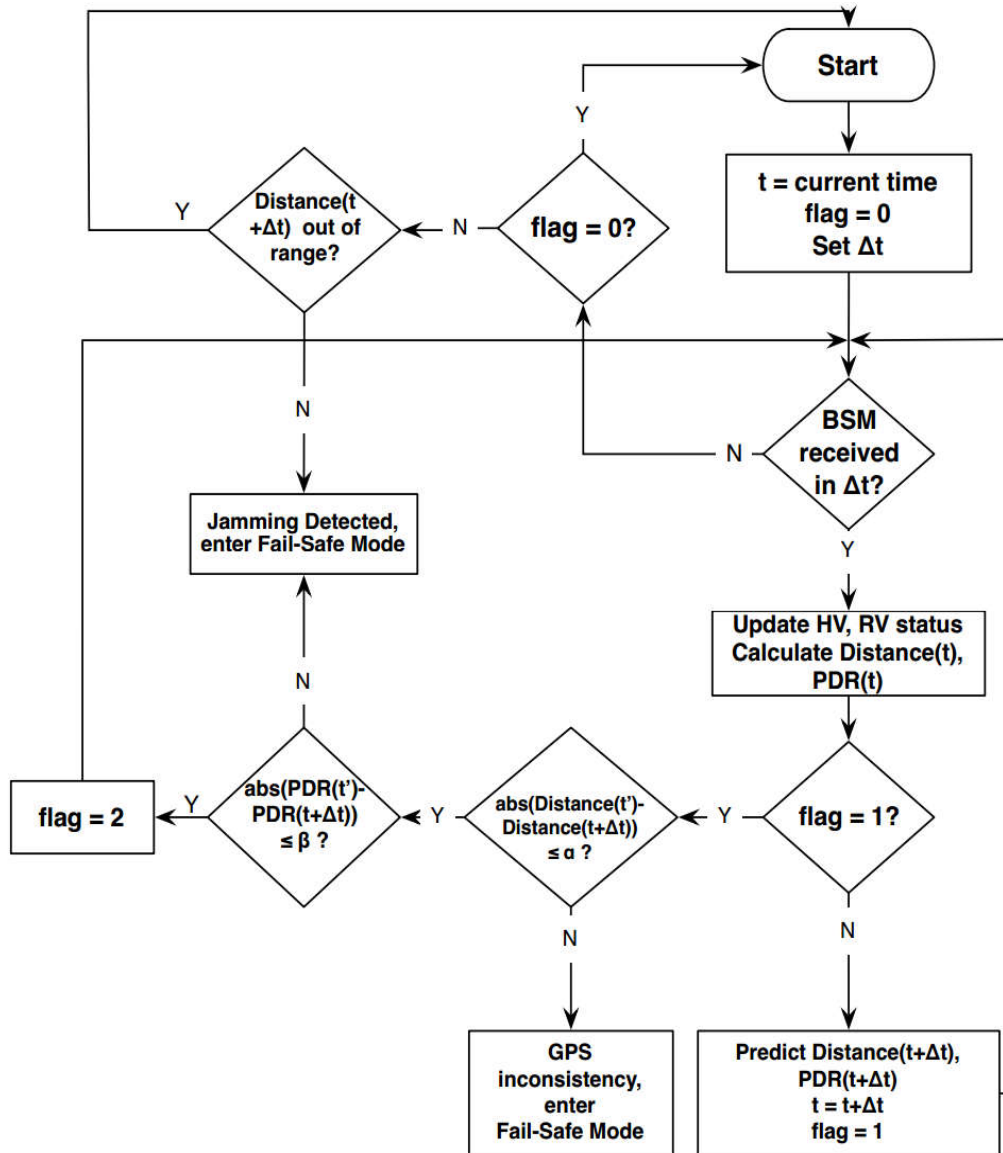 Start
Y
t = current time
flag = 0
Set Δt
Distance(t
+Δt) out of
range?
Y
N
flag = 0?
N
BSM
received
in Δt?
N
Y
Jamming Detected,
enter Fail-Safe Mode
Update HV, RV status
Calculate Distance(t),
PDR(t)
N
flag = 2
Y
abs(PDR(t’)-
PDR(t+Δt))
≤ β ?
Y
abs(Distance(t’)-
Distance(t+Δt))
≤ α ?
Y
flag = 1?
N
N
GPS
inconsistency,
enter
Fail-Safe Mode
Predict Distance(t+Δt),
PDR(t+Δt)
t = t+Δt
flag = 1